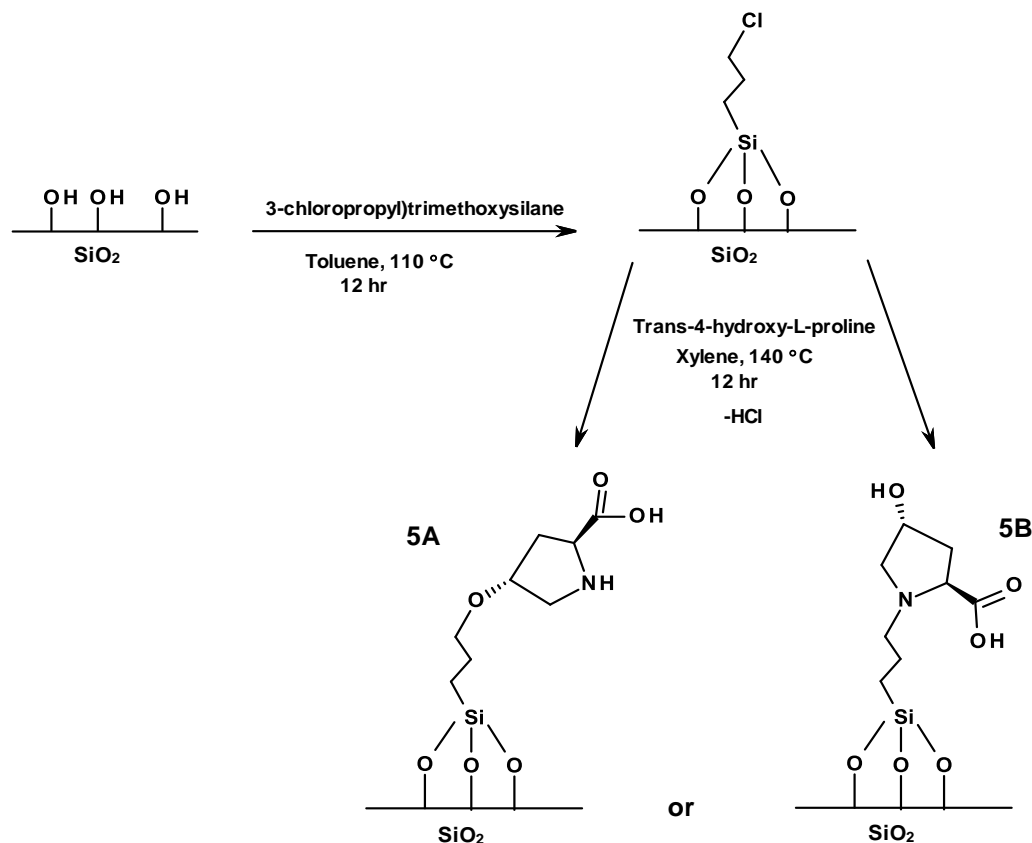 Cl
Si
O O O
OH OH OH
SiO2
3-chloropropyl)trimethoxysilane
Toluene, 110 °C
12 hr
SiO2
Trans-4-hydroxy-L-proline
Xylene, 140 °C
12 hr
-HCl
5A
O
OH
NH
O
Si
O O O
SiO2
or
HO
5B
N
O
OH
Si
O O O
SiO2